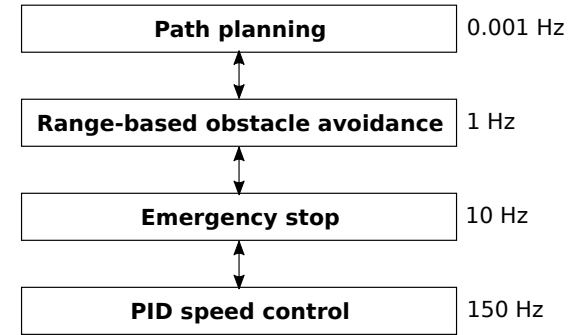 Path planning 0.001 Hz
Range-based obstacle avoidance 1 Hz
Emergency stop 10 Hz
PID speed control 150 Hz